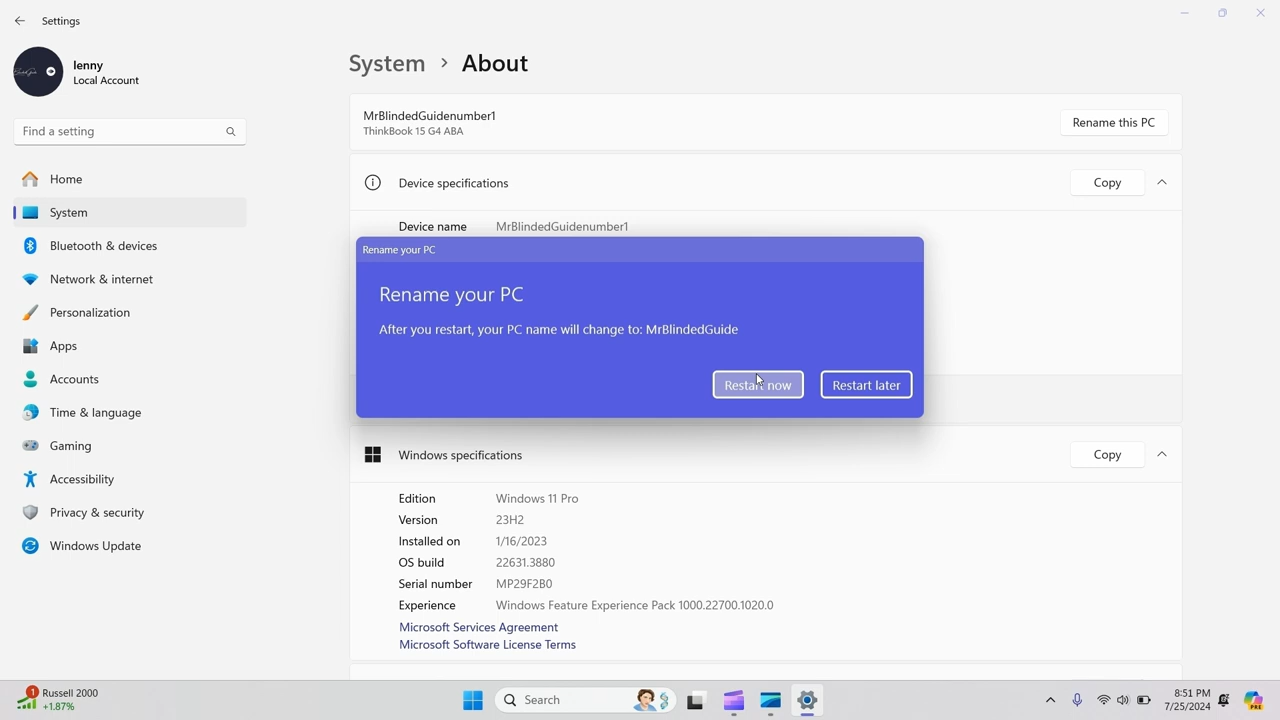 Settings
lenny
Local Account
Find a setting
Home
System
Bluetooth & devices
Network & internet
Personalization
Apps
Accounts
Time & language
Gaming
Accessibility
Privacy & security
Windows Update
System > About
MrBlindedGuidenumber1
ThinkBook 15 G4 ABA
Rename this PC
Device specifications
Copy
Device name MrBlindedGuidenumber1
Rename your PC
Rename your PC
After you restart, your PC name will change to: MrBlindedGuide
Restart now
Restart later
Windows specifications
Copy
Edition Windows 11 Pro
Version 23H2
Installed on 1/16/2023
OS build 22631.3880
Serial number MP29F2B0
Experience Windows Feature Experience Pack 1000.22700.1020.0
Microsoft Services Agreement
Microsoft Software License Terms
1
Russell 2000
+1.87%
Search
8:51 PM
7/25/2024
PRE